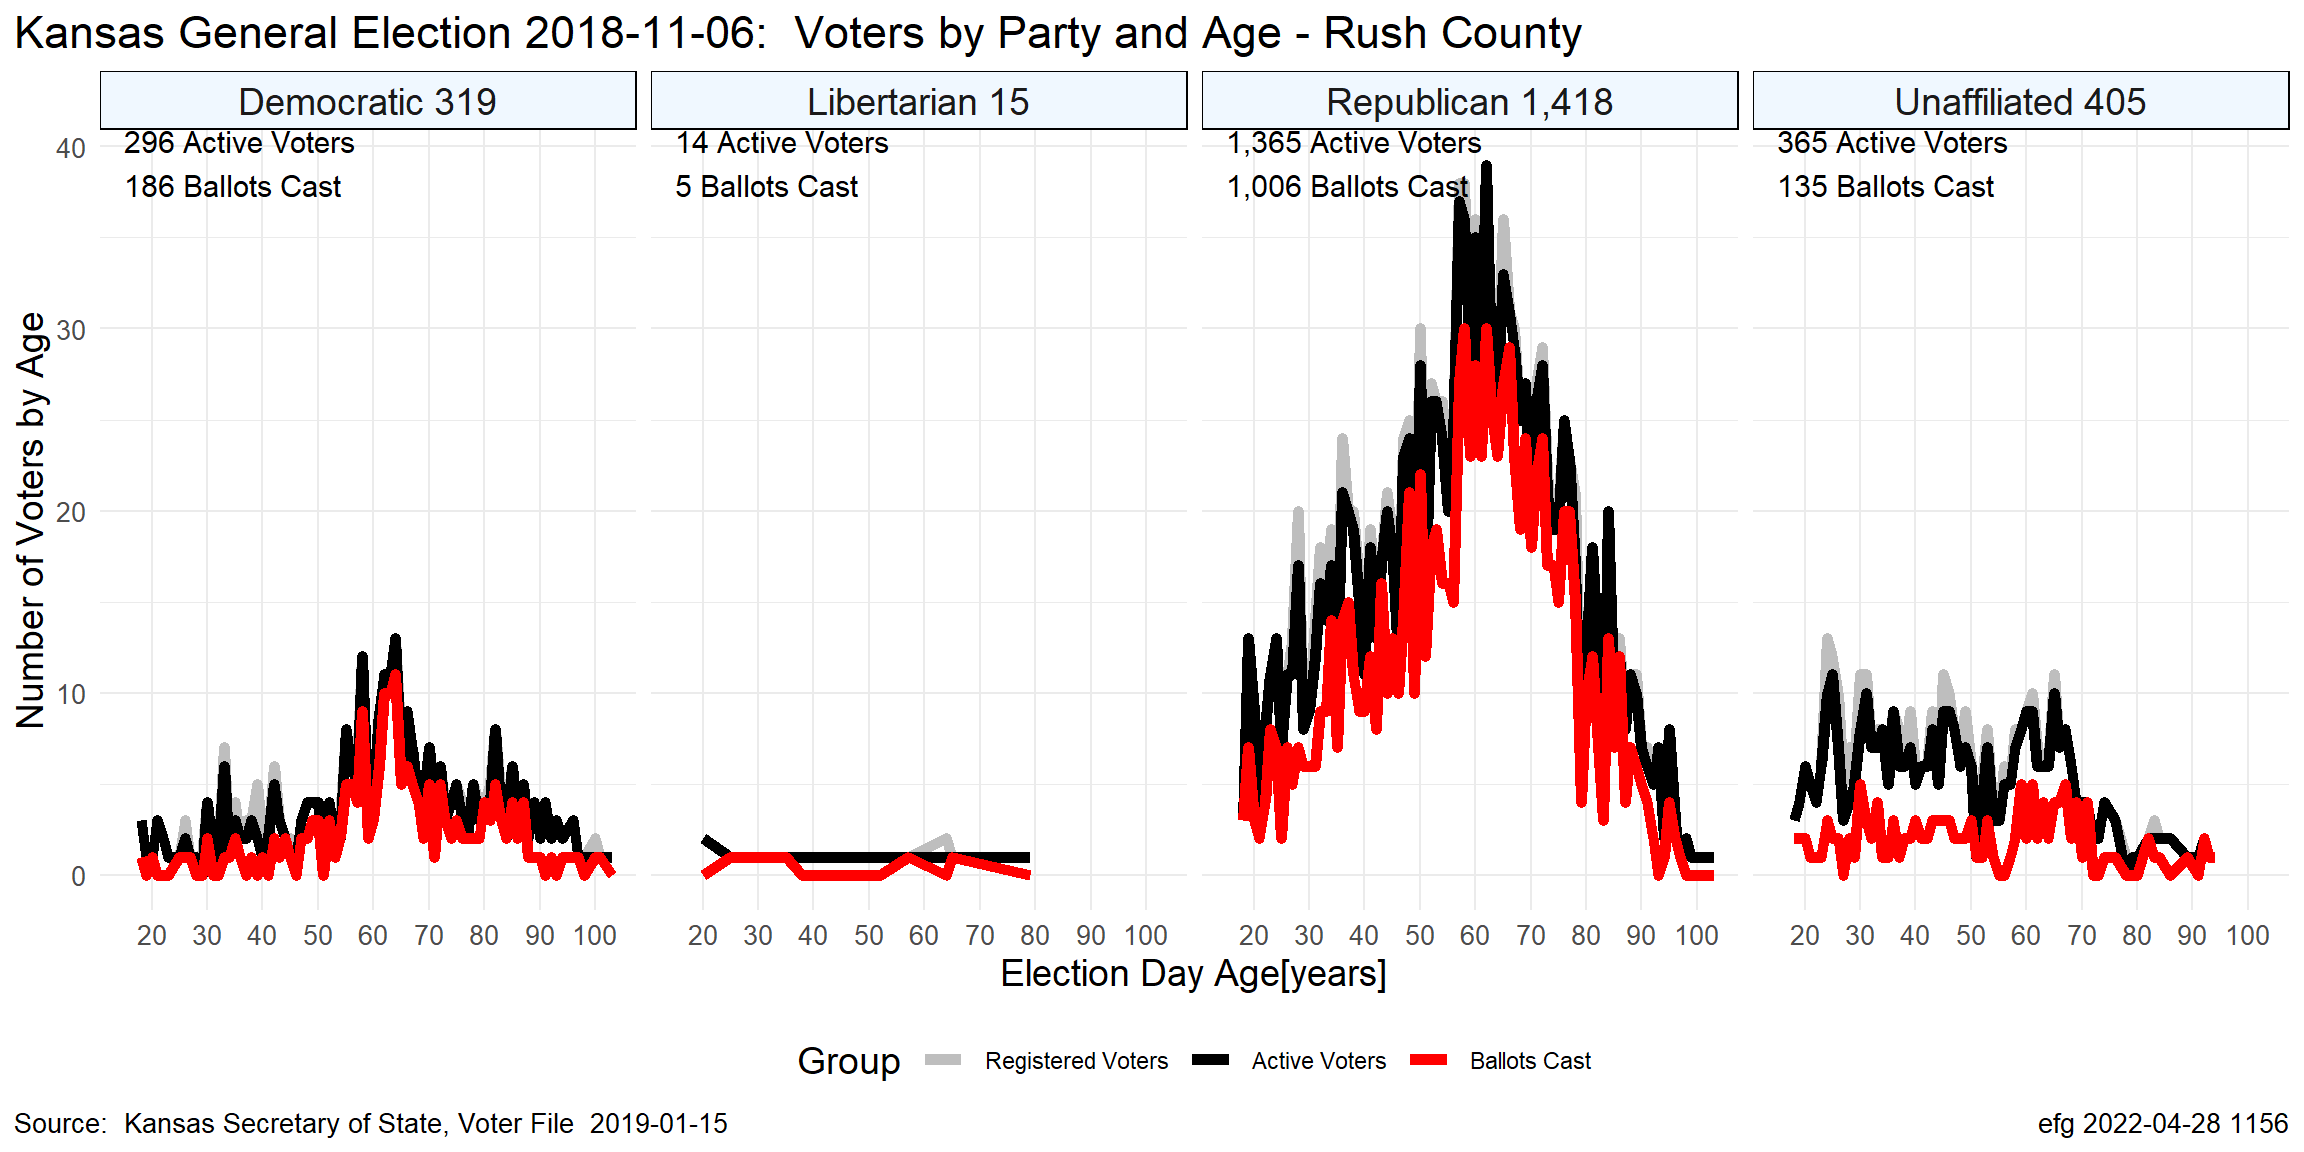 Kansas General Election 2018-11-06:  Voters by Party and Age - Rush County
Democratic 319
Libertarian 15
Republican 1,418
Unaffiliated 405
296 Active Voters
186 Ballots Cast
14 Active Voters
5 Ballots Cast
1,365 Active Voters
1,006 Ballots Cast
365 Active Voters
135 Ballots Cast
Number of Voters by Age
40
30
20
10
0
20 30 40 50 60 70 80 90 100
20 30 40 50 60 70 80 90 100
20 30 40 50 60 70 80 90 100
20 30 40 50 60 70 80 90 100
Election Day Age[years]
Group Registered Voters Active Voters Ballots Cast
Source:  Kansas Secretary of State, Voter File  2019-01-15
efg 2022-04-28 1156